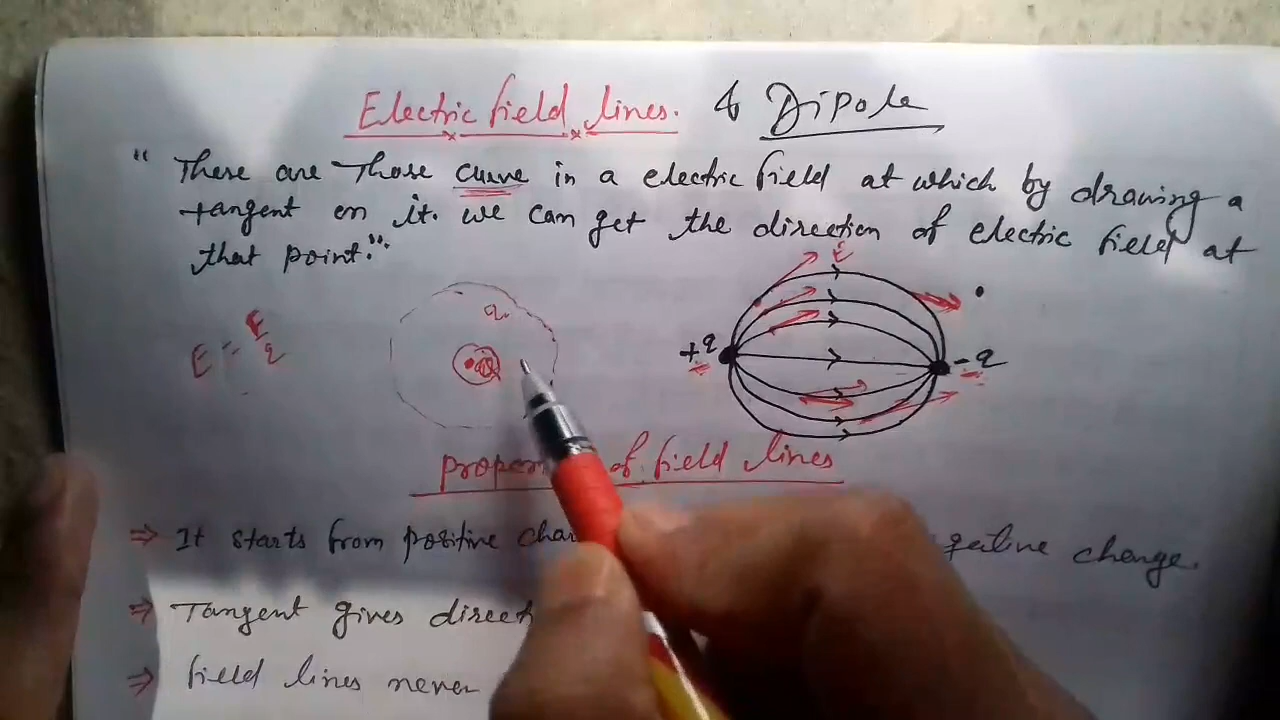 Electric field lines. & Dipole
"There are those curve in a electric field at which by drawing a
tangent on it. we can get the direction of electric field at
that point."
E = F/q
q
Q
E
+q
-q
of field lines
⇒ It starts from positive change.
⇒ Tangent gives
⇒ field lines never